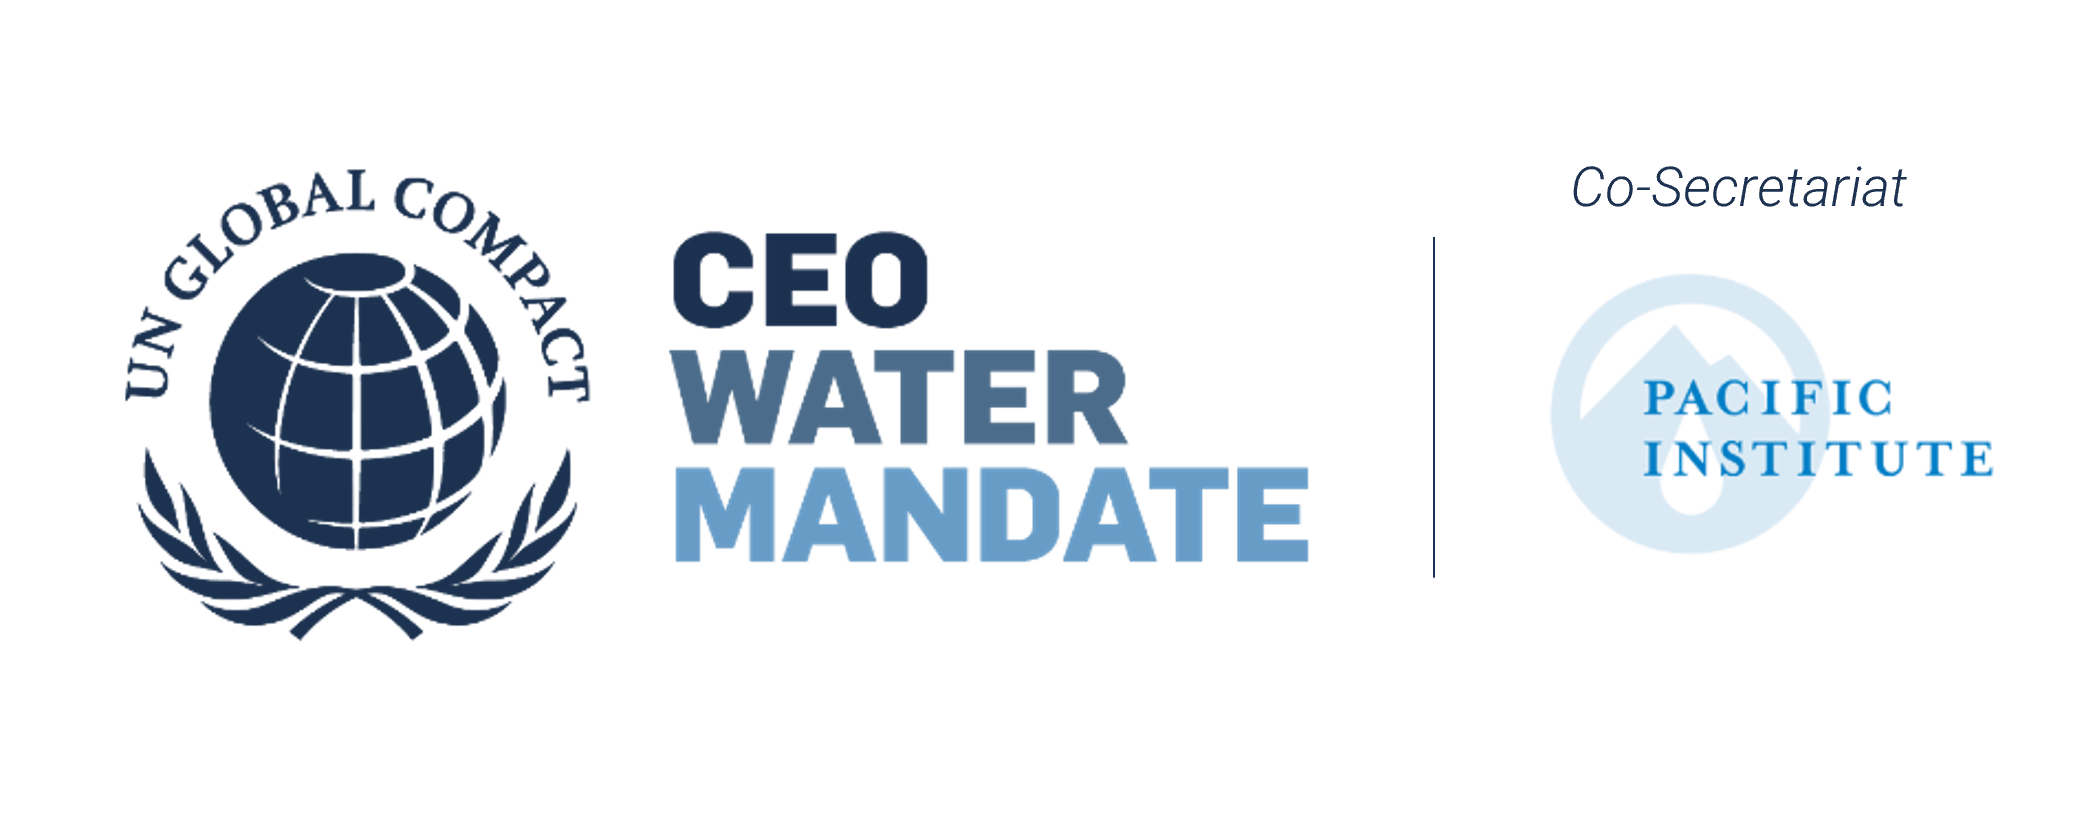 UN GLOBAL COMPACT
CEO
WATER
MANDATE
Co-Secretariat
PACIFIC
INSTITUTE